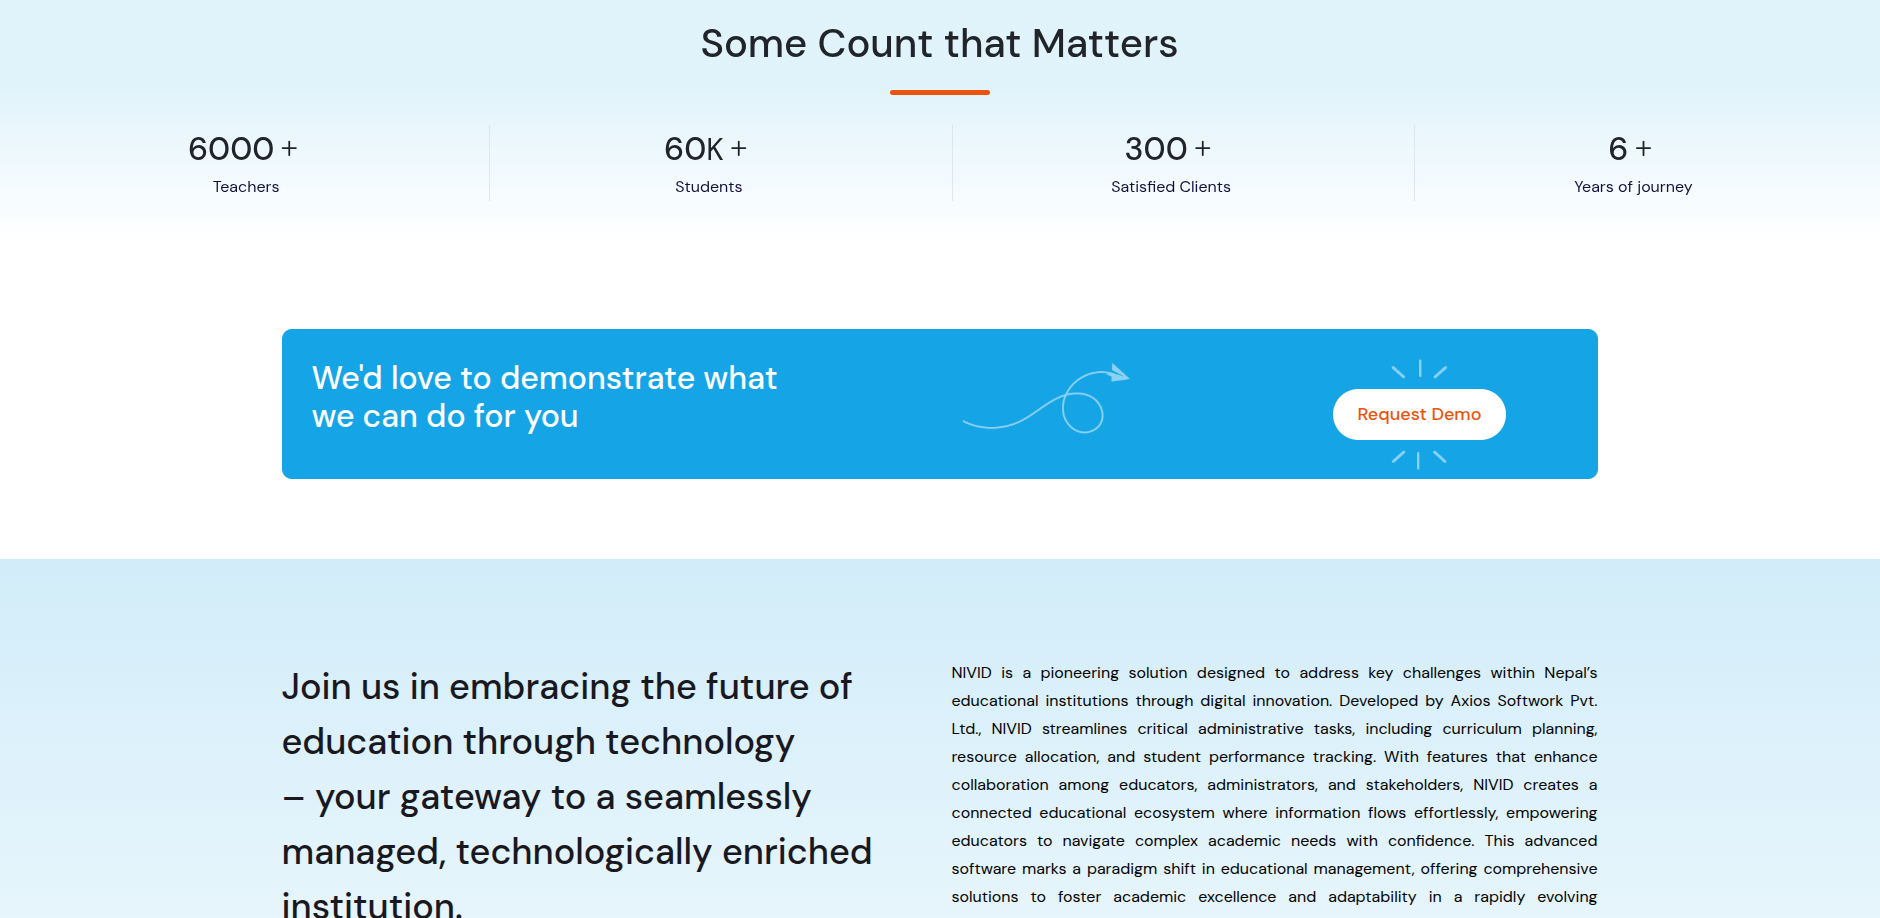 Some Count that Matters
6000 +
Teachers
60K +
Students
300 +
Satisfied Clients
6 +
Years of journey
We'd love to demonstrate what
we can do for you
Request Demo
Join us in embracing the future of
education through technology
– your gateway to a seamlessly
managed, technologically enriched
institution.
NIVID is a pioneering solution designed to address key challenges within Nepal’s
educational institutions through digital innovation. Developed by Axios Softwork Pvt.
Ltd., NIVID streamlines critical administrative tasks, including curriculum planning,
resource allocation, and student performance tracking. With features that enhance
collaboration among educators, administrators, and stakeholders, NIVID creates a
connected educational ecosystem where information flows effortlessly, empowering
educators to navigate complex academic needs with confidence. This advanced
software marks a paradigm shift in educational management, offering comprehensive
solutions to foster academic excellence and adaptability in a rapidly evolving